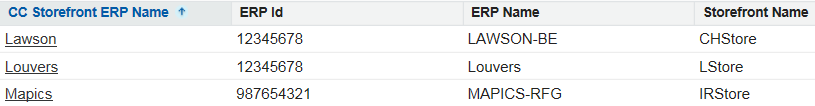 CC Storefront ERP Name ↑ ERP Id ERP Name Storefront Name
Lawson 12345678 LAWSON-BE CHStore
Louvers 12345678 Louvers LStore
Mapics 987654321 MAPICS-RFG IRStore